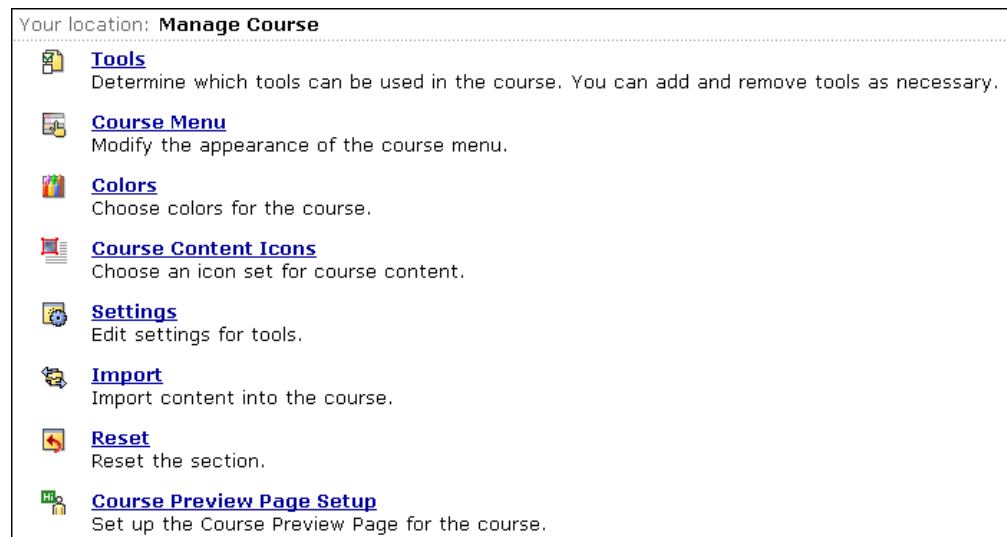 Your location: Manage Course
Tools
Determine which tools can be used in the course. You can add and remove tools as necessary.
Course Menu
Modify the appearance of the course menu.
Colors
Choose colors for the course.
Course Content Icons
Choose an icon set for course content.
Settings
Edit settings for tools.
Import
Import content into the course.
Reset
Reset the section.
Hi
Course Preview Page Setup
Set up the Course Preview Page for the course.